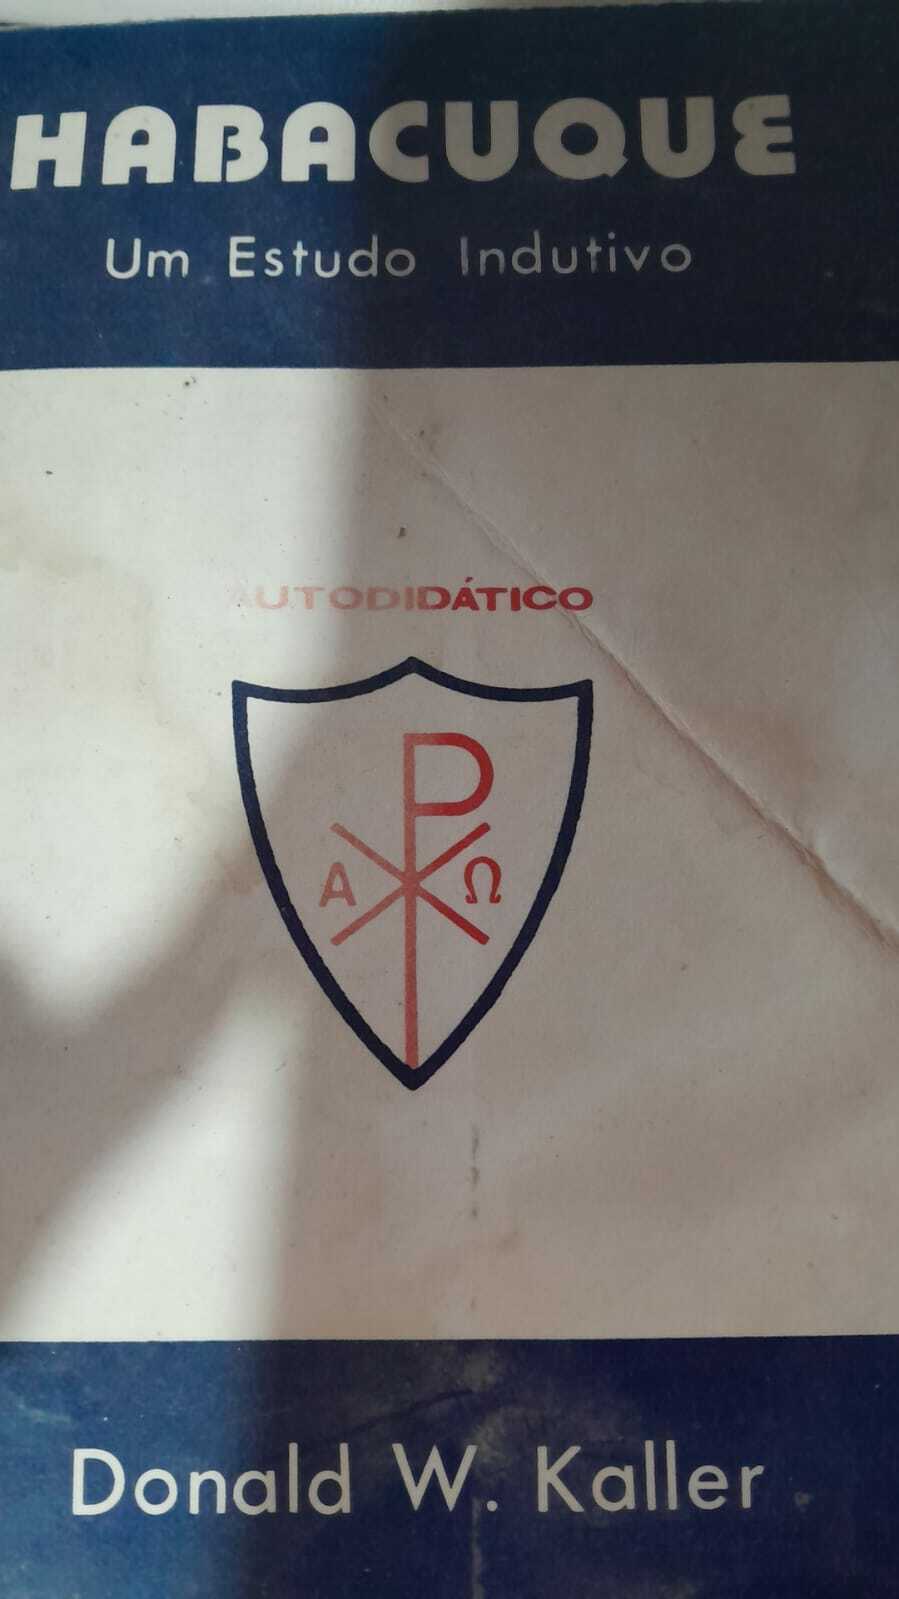 HABACUQUE
Um Estudo Indutivo
AUTODIDÁTICO
A Ω
Donald W. Kaller